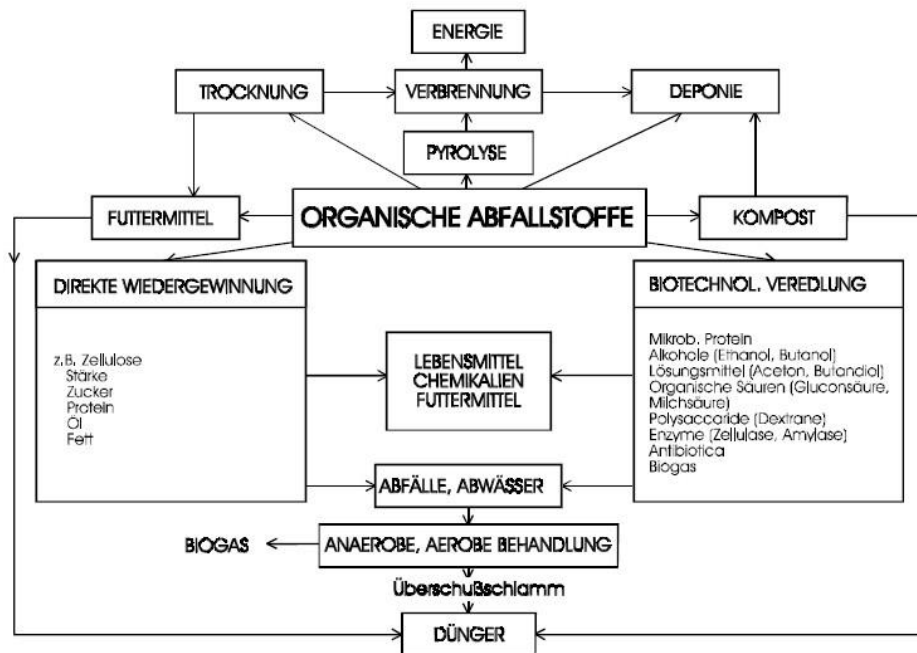 ENERGIE
TROCKNUNG
VERBRENNUNG
DEPONIE
PYROLYSE
FUTTERMITTEL
ORGANISCHE ABFALLSTOFFE
KOMPOST
DIREKTE WIEDERGEWINNUNG
z.B. Zellulose
Stärke
Zucker
Protein
Öl
Fett
LEBENSMITTEL
CHEMIKALIEN
FUTTERMITTEL
BIOTECHNOL. VEREDLUNG
Mikrob. Protein
Alkohole (Ethanol, Butanol)
Lösungsmittel (Aceton, Butandiol)
Organische Säuren (Gluconsäure,
Milchsäure)
Polysaccaride (Dextrane)
Enzyme (Zellulase, Amylase)
Antibiotica
Biogas
ABFÄLLE, ABWÄSSER
BIOGAS
ANAEROBE, AEROBE BEHANDLUNG
Überschußschlamm
DÜNGER